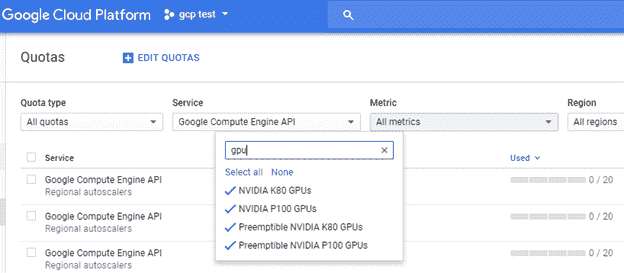 Google Cloud Platform gcp test
Quotas EDIT QUOTAS
Quota type Service Metric Region
All quotas Google Compute Engine API All metrics All regions
gpu
Select all None
NVIDIA K80 GPUs
NVIDIA P100 GPUs
Preemptible NVIDIA K80 GPUs
Preemptible NVIDIA P100 GPUs
Service Used
Google Compute Engine API 0 / 20
Regional autoscalers
Google Compute Engine API 0 / 20
Regional autoscalers
Google Compute Engine API 0 / 20
Regional autoscalers